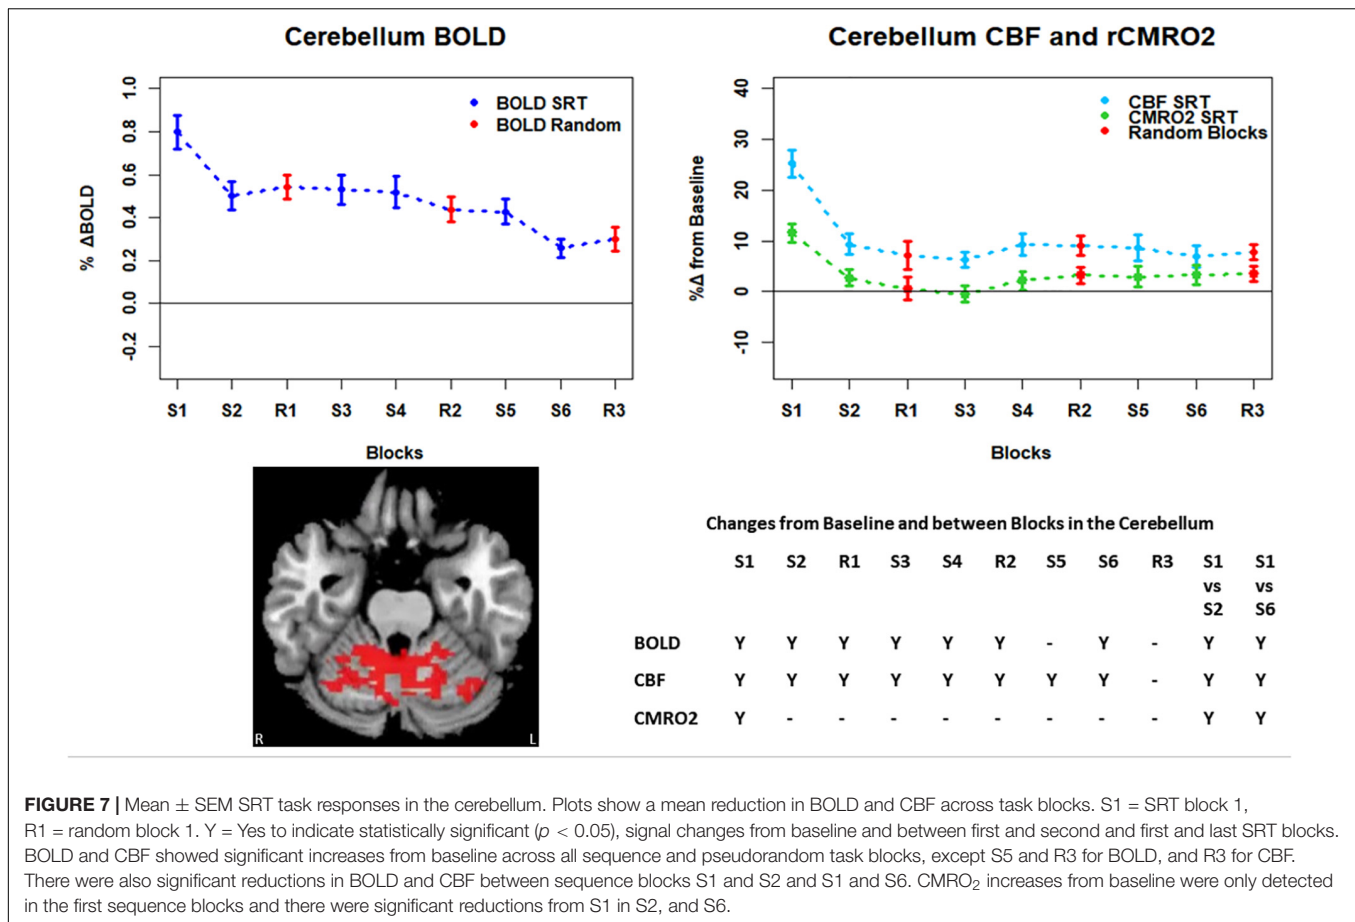 Cerebellum BOLD
% ΔBOLD
1.0
0.8
0.6
0.4
0.2
0.0
-0.2
BOLD SRT
BOLD Random
S1 S2 R1 S3 S4 R2 S5 S6 R3
Blocks
Cerebellum CBF and rCMRO2
%Δ from Baseline
40
30
20
10
0
-10
CBF SRT
CMRO2 SRT
Random Blocks
S1 S2 R1 S3 S4 R2 S5 S6 R3
Blocks
R L
Changes from Baseline and between Blocks in the Cerebellum
S1 S2 R1 S3 S4 R2 S5 S6 R3 S1 S1
vs vs
S2 S6
BOLD Y Y Y Y Y Y - Y - Y Y
CBF Y Y Y Y Y Y Y Y - Y Y
CMRO2 Y - - - - - - - - Y Y
FIGURE 7 | Mean ± SEM SRT task responses in the cerebellum. Plots show a mean reduction in BOLD and CBF across task blocks. S1 = SRT block 1,
R1 = random block 1. Y = Yes to indicate statistically significant (p < 0.05), signal changes from baseline and between first and second and first and last SRT blocks.
BOLD and CBF showed significant increases from baseline across all sequence and pseudorandom task blocks, except S5 and R3 for BOLD, and R3 for CBF.
There were also significant reductions in BOLD and CBF between sequence blocks S1 and S2 and S1 and S6. CMRO₂ increases from baseline were only detected
in the first sequence blocks and there were significant reductions from S1 in S2, and S6.